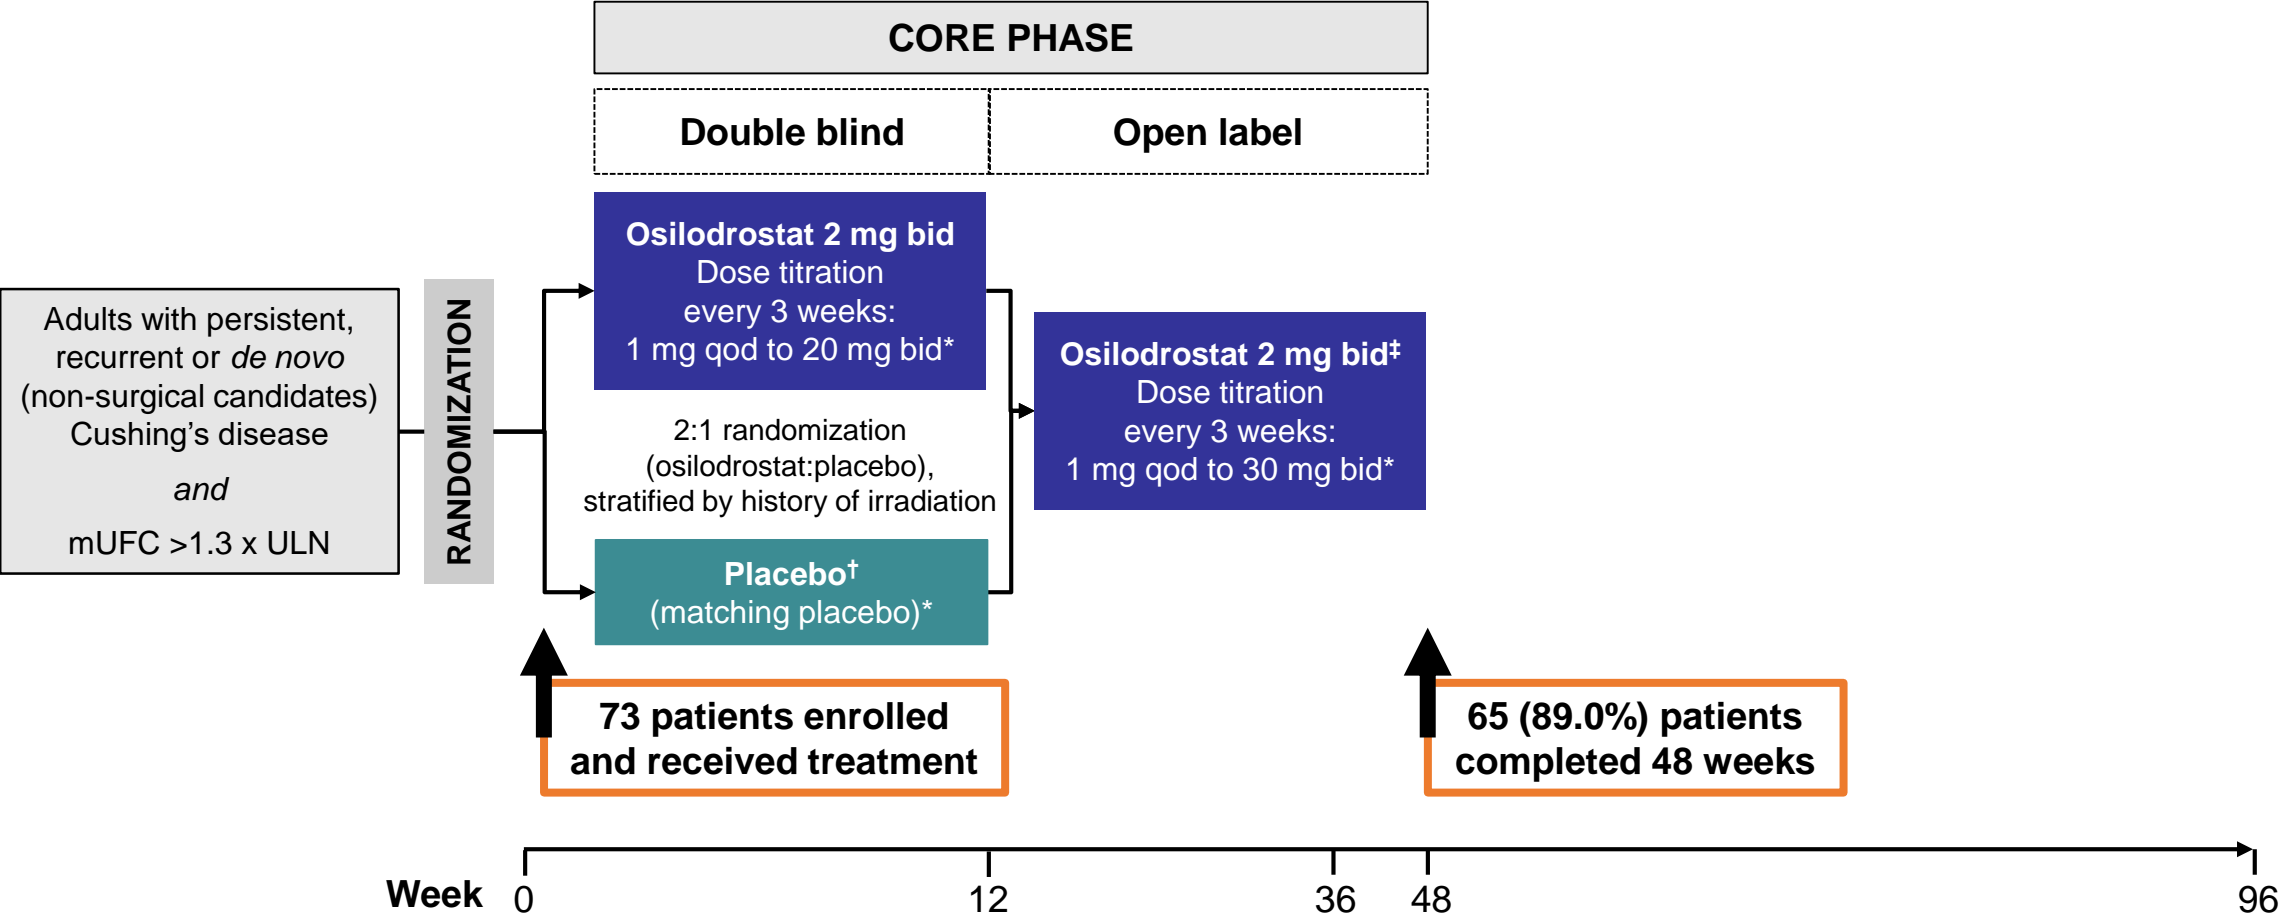 CORE PHASE
Double blind
Open label
Adults with persistent,
recurrent or de novo
(non-surgical candidates)
Cushing’s disease
and
mUFC >1.3 x ULN
RANDOMIZATION
Osilodrostat 2 mg bid
Dose titration
every 3 weeks:
1 mg qod to 20 mg bid*
2:1 randomization
(osilodrostat:placebo),
stratified by history of irradiation
Placebo†
(matching placebo)*
Osilodrostat 2 mg bid‡
Dose titration
every 3 weeks:
1 mg qod to 30 mg bid*
73 patients enrolled
and received treatment
65 (89.0%) patients
completed 48 weeks
Week 0 12 36 48 96